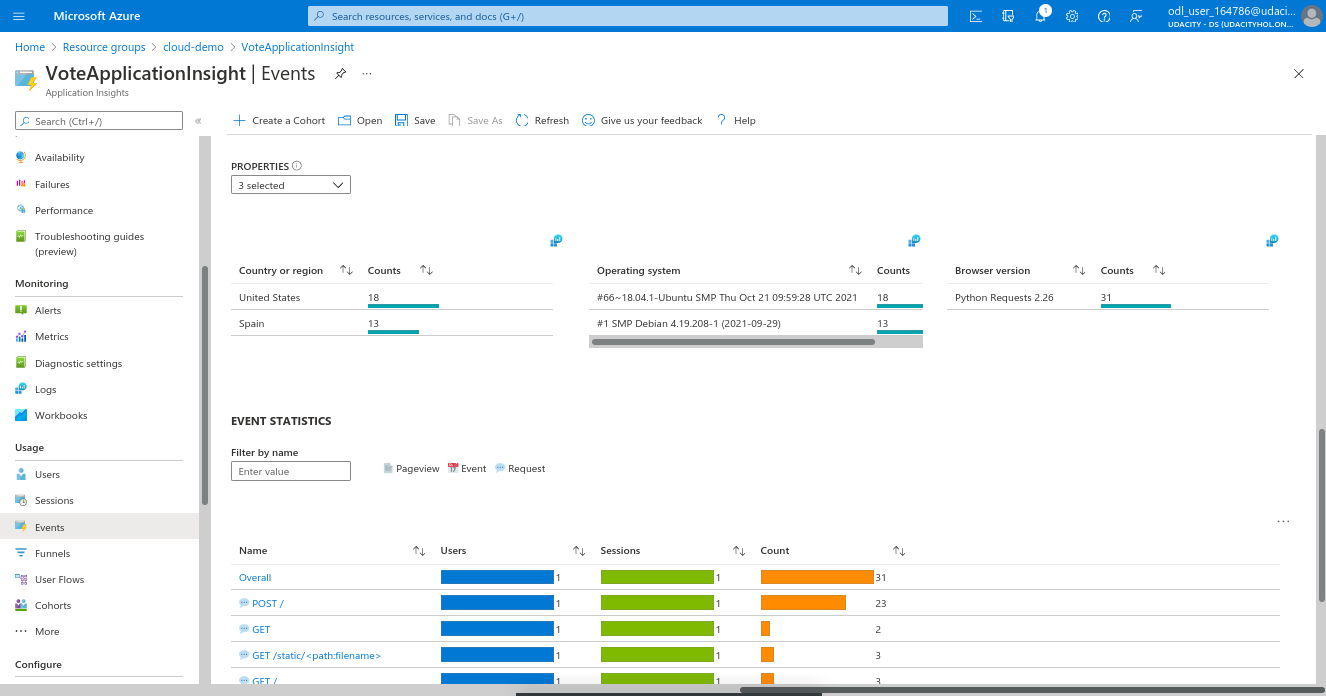 Microsoft Azure
Search resources, services, and docs (G+/)
1
odl_user_164786@udaci...
UDACITY - DS (UDACITYHOL.ON...
Home > Resource groups > cloud-demo > VoteApplicationInsight
VoteApplicationInsight | Events
Application Insights
Search (Ctrl+/)
«
Create a Cohort
Open
Save
Save As
Refresh
Give us your feedback
Help
Availability
Failures
Performance
Troubleshooting guides
(preview)
Monitoring
Alerts
Metrics
Diagnostic settings
Logs
Workbooks
Usage
Users
Sessions
Events
Funnels
User Flows
Cohorts
More
Configure
PROPERTIES
3 selected
Country or region Counts
United States 18
Spain 13
Operating system Counts
#66~18.04.1-Ubuntu SMP Thu Oct 21 09:59:28 UTC 2021 18
#1 SMP Debian 4.19.208-1 (2021-09-29) 13
Browser version Counts
Python Requests 2.26 31
EVENT STATISTICS
Filter by name
Enter value
Pageview Event Request
Name Users Sessions Count
Overall 1 1 31
POST / 1 1 23
GET 1 1 2
GET /static/<path:filename> 1 1 3
GET / 1 1 3